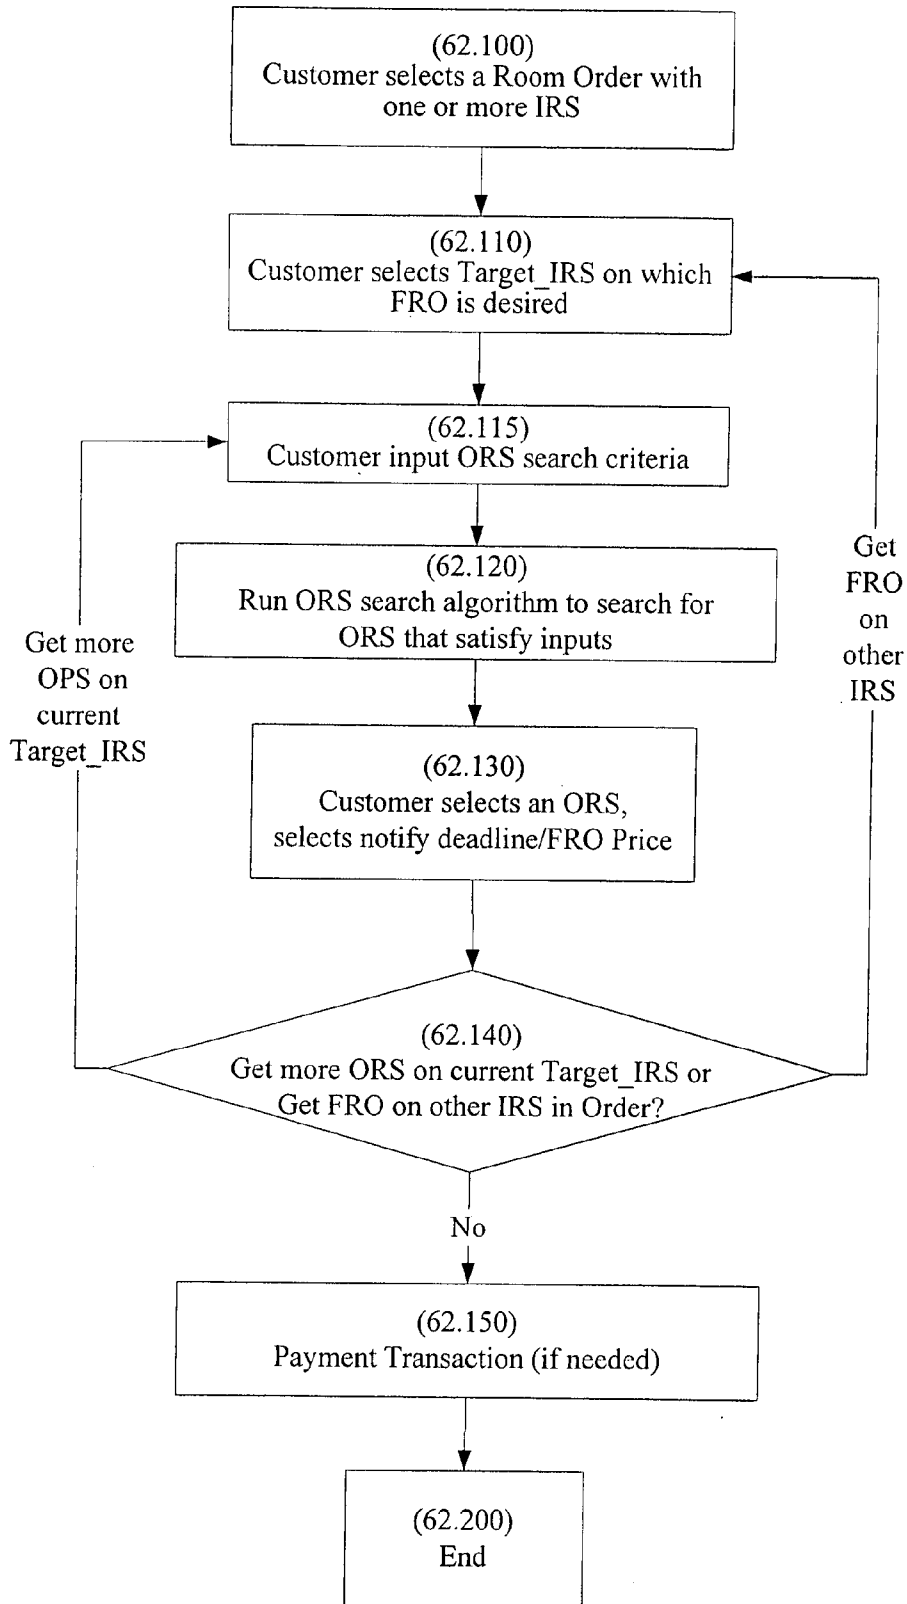 (62.100)
Customer selects a Room Order with
one or more IRS
(62.110)
Customer selects Target_IRS on which
FRO is desired
(62.115)
Customer input ORS search criteria
(62.120)
Run ORS search algorithm to search for
ORS that satisfy inputs
Get more
OPS on
current
Target_IRS
Get
FRO
on
other
IRS
(62.130)
Customer selects an ORS,
selects notify deadline/FRO Price
(62.140)
Get more ORS on current Target_IRS or
Get FRO on other IRS in Order?
No
(62.150)
Payment Transaction (if needed)
(62.200)
End